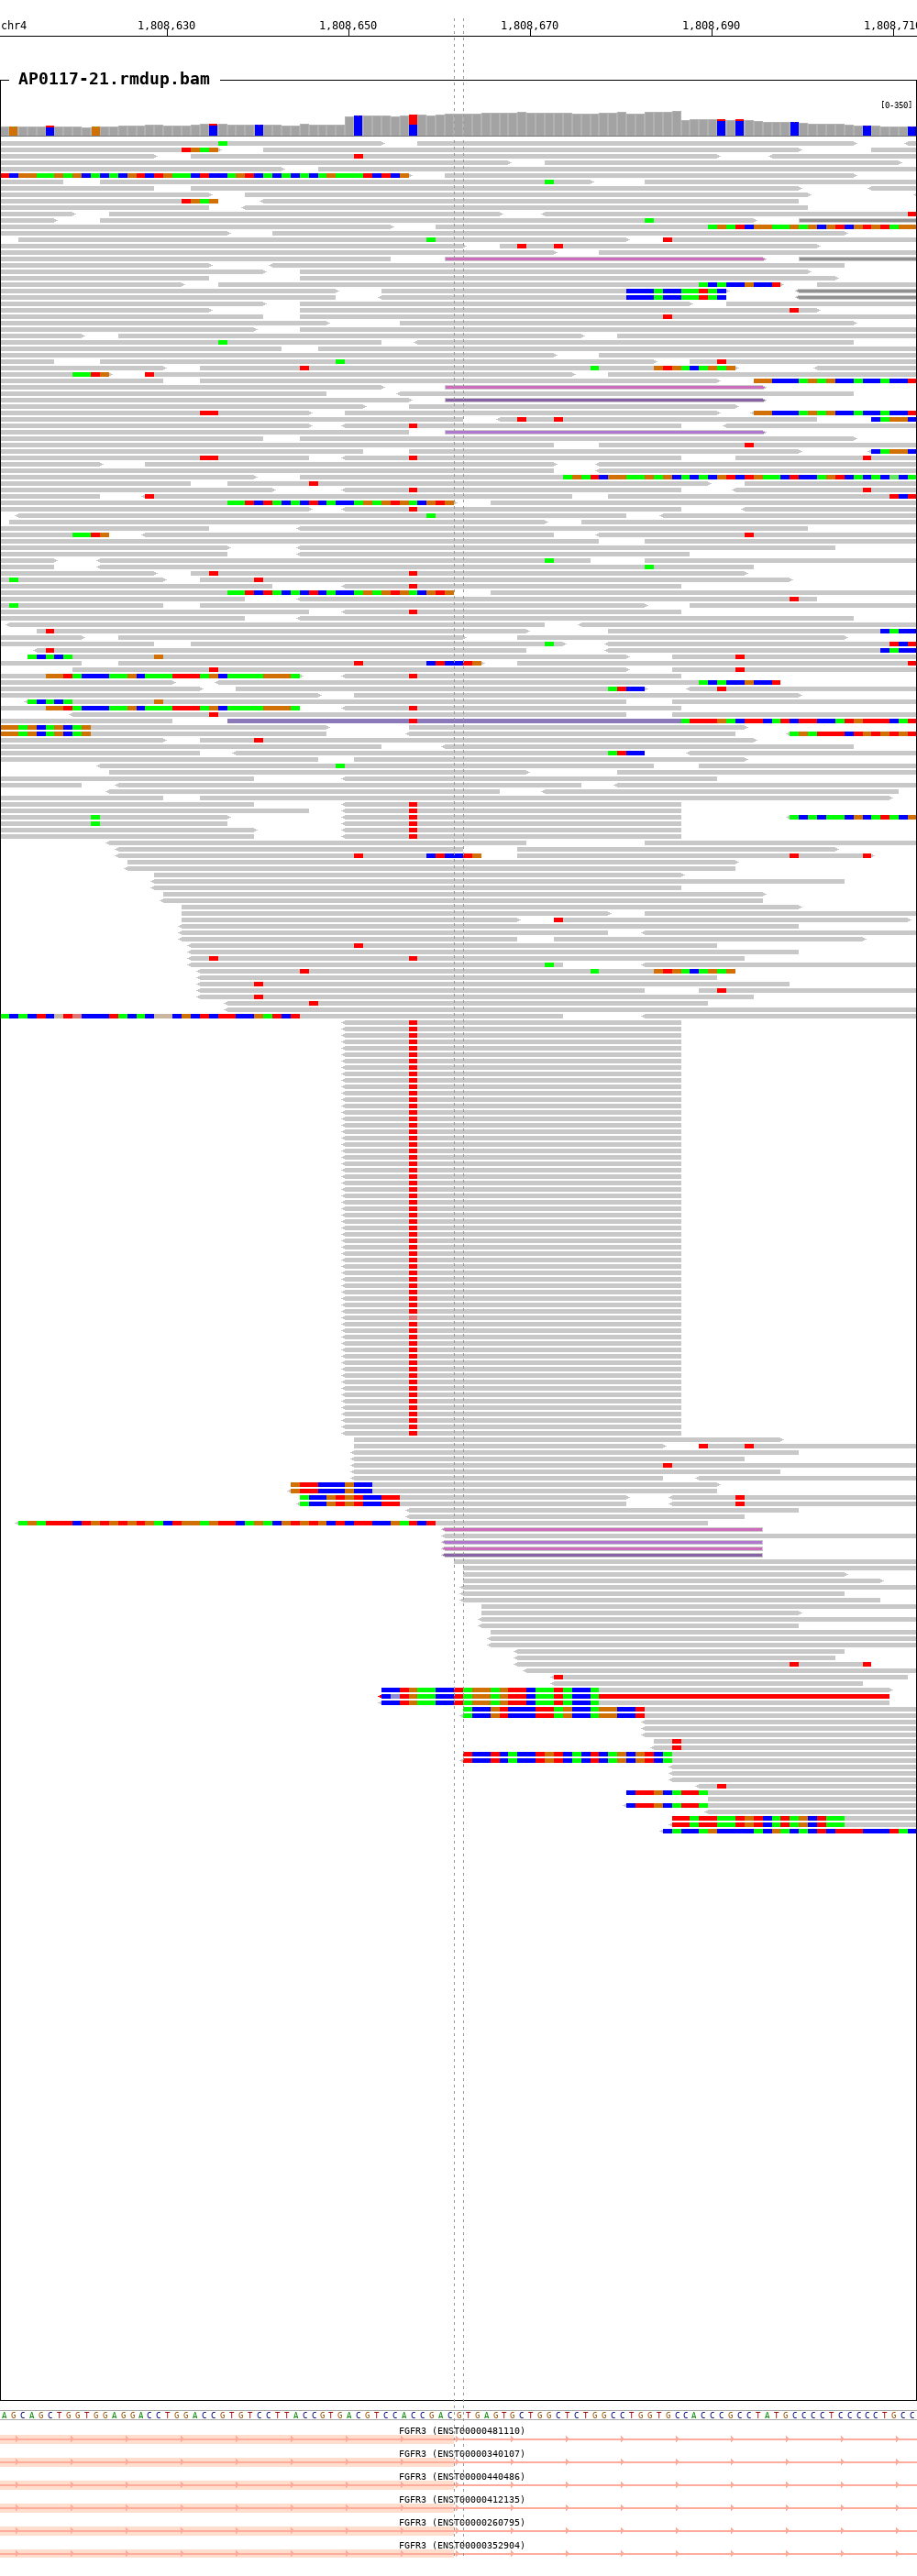 chr4 1,808,630 1,808,650 1,808,670 1,808,690 1,808,710
AP0117-21.rmdup.bam
[0-350]
AGCAGCTGGTGGAGGACCTGGACCGTGTCCTTACCGTGACGTCCACCGACGTGAGTGCTGGCTCTGGCCTGGTGCCACCCGCCTATGCCCCTCCCCCTGCC
FGFR3 (ENST00000481110)
FGFR3 (ENST00000340107)
FGFR3 (ENST00000440486)
FGFR3 (ENST00000412135)
FGFR3 (ENST00000260795)
FGFR3 (ENST00000352904)